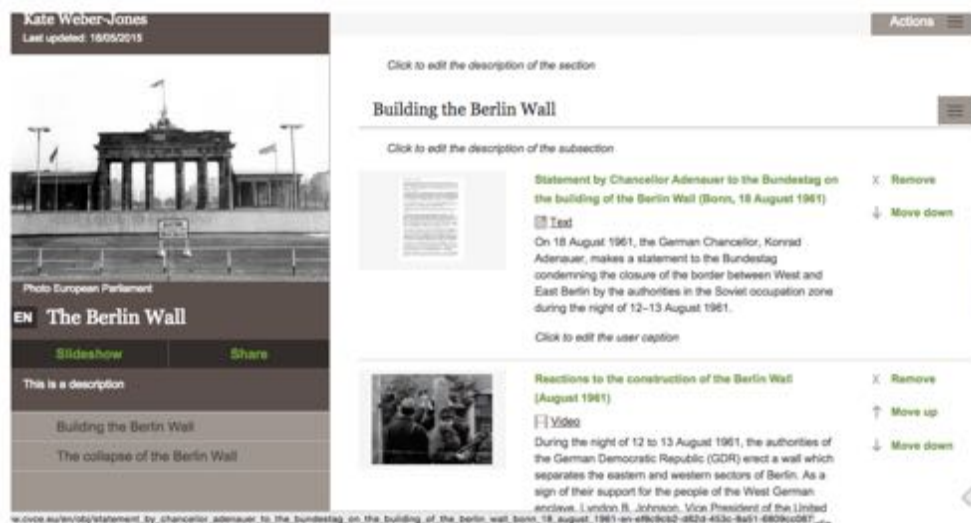 Kate Weber-Jones
Last updated: 16/05/2015
Photo European Parliament
EN The Berlin Wall
Slideshow Share
This is a description
Building the Berlin Wall
The collapse of the Berlin Wall
Actions
Click to edit the description of the section
Building the Berlin Wall
Click to edit the description of the subsection
Statement by Chancellor Adenauer to the Bundestag on
the building of the Berlin Wall (Bonn, 18 August 1961)
Text
On 18 August 1961, the German Chancellor, Konrad
Adenauer, makes a statement to the Bundestag
condemning the closure of the border between West and
East Berlin by the authorities in the Soviet occupation zone
during the night of 12–13 August 1961.
Click to edit the user caption
X Remove
Move down
Reactions to the construction of the Berlin Wall
(August 1961)
Video
During the night of 12 to 13 August 1961, the authorities of
the German Democratic Republic (GDR) erect a wall which
separates the eastern and western sectors of Berlin. As a
sign of their support for the people of the West German
enclave, Lyndon B. Johnson, Vice President of the United
X Remove
Move up
Move down